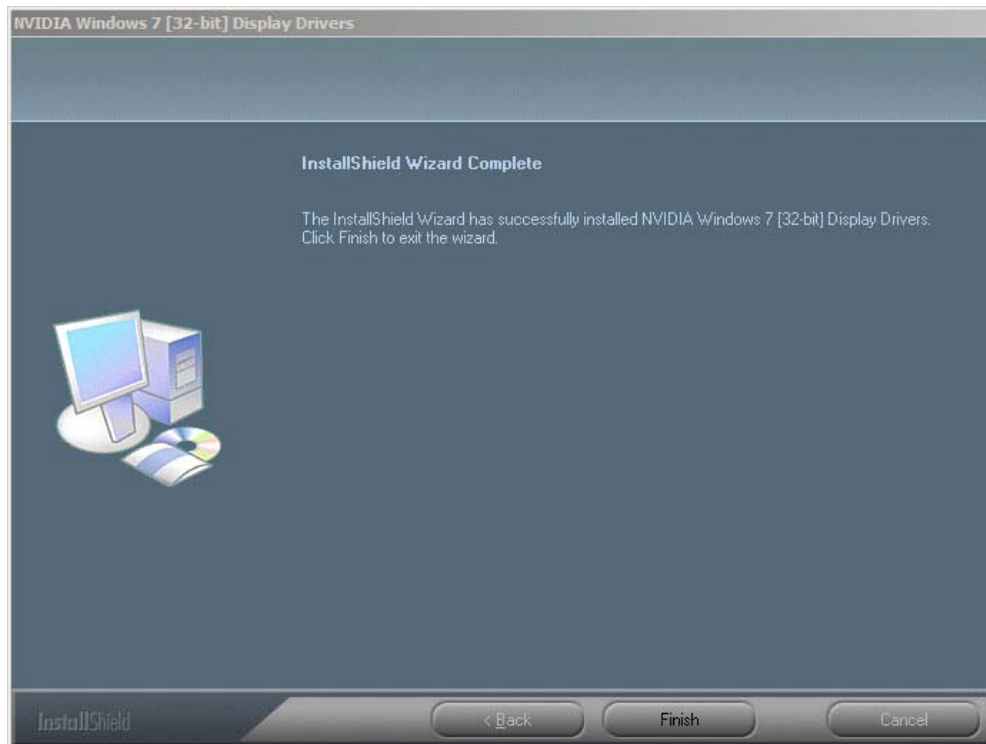 NVIDIA Windows 7 [32-bit] Display Drivers
InstallShield Wizard Complete
The InstallShield Wizard has successfully installed NVIDIA Windows 7 [32-bit] Display Drivers.
Click Finish to exit the wizard.
InstallShield
< Back
Finish
Cancel